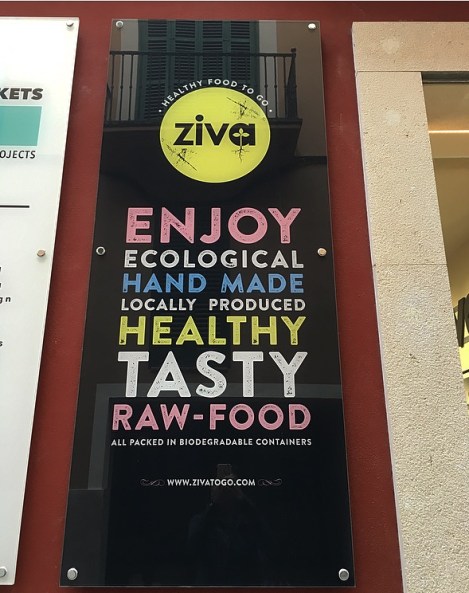 KETS
OJECTS
gn
· HEALTHY FOOD TO GO ·
ziva
ENJOY
ECOLOGICAL
HAND MADE
LOCALLY PRODUCED
HEALTHY
TASTY
RAW-FOOD
ALL PACKED IN BIODEGRADABLE CONTAINERS
WWW.ZIVATOGO.COM